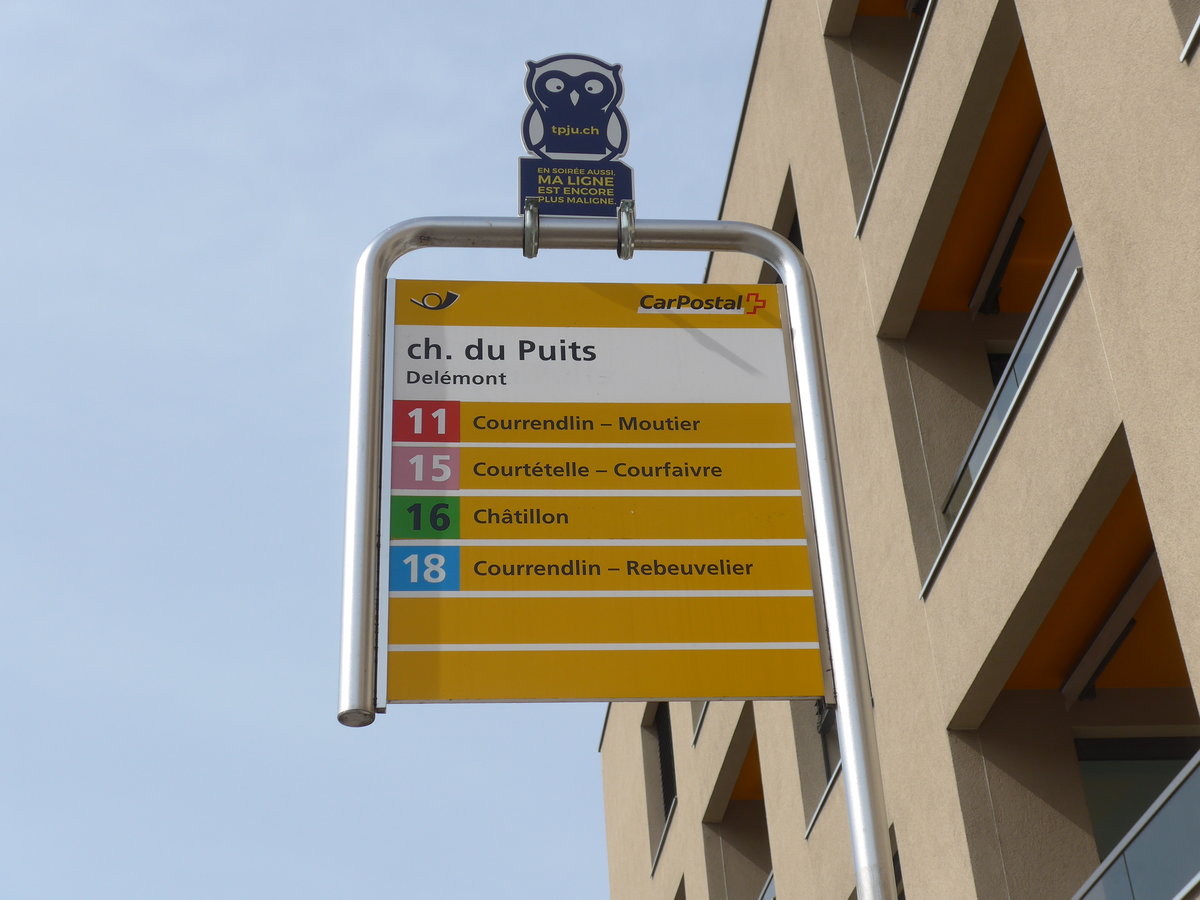 tpju.ch
EN SOIRÉE AUSSI,
MA LIGNE
EST ENCORE
PLUS MALIGNE.
CarPostal
ch. du Puits
Delémont
11 Courrendlin – Moutier
15 Courtételle – Courfaivre
16 Châtillon
18 Courrendlin – Rebeuvelier